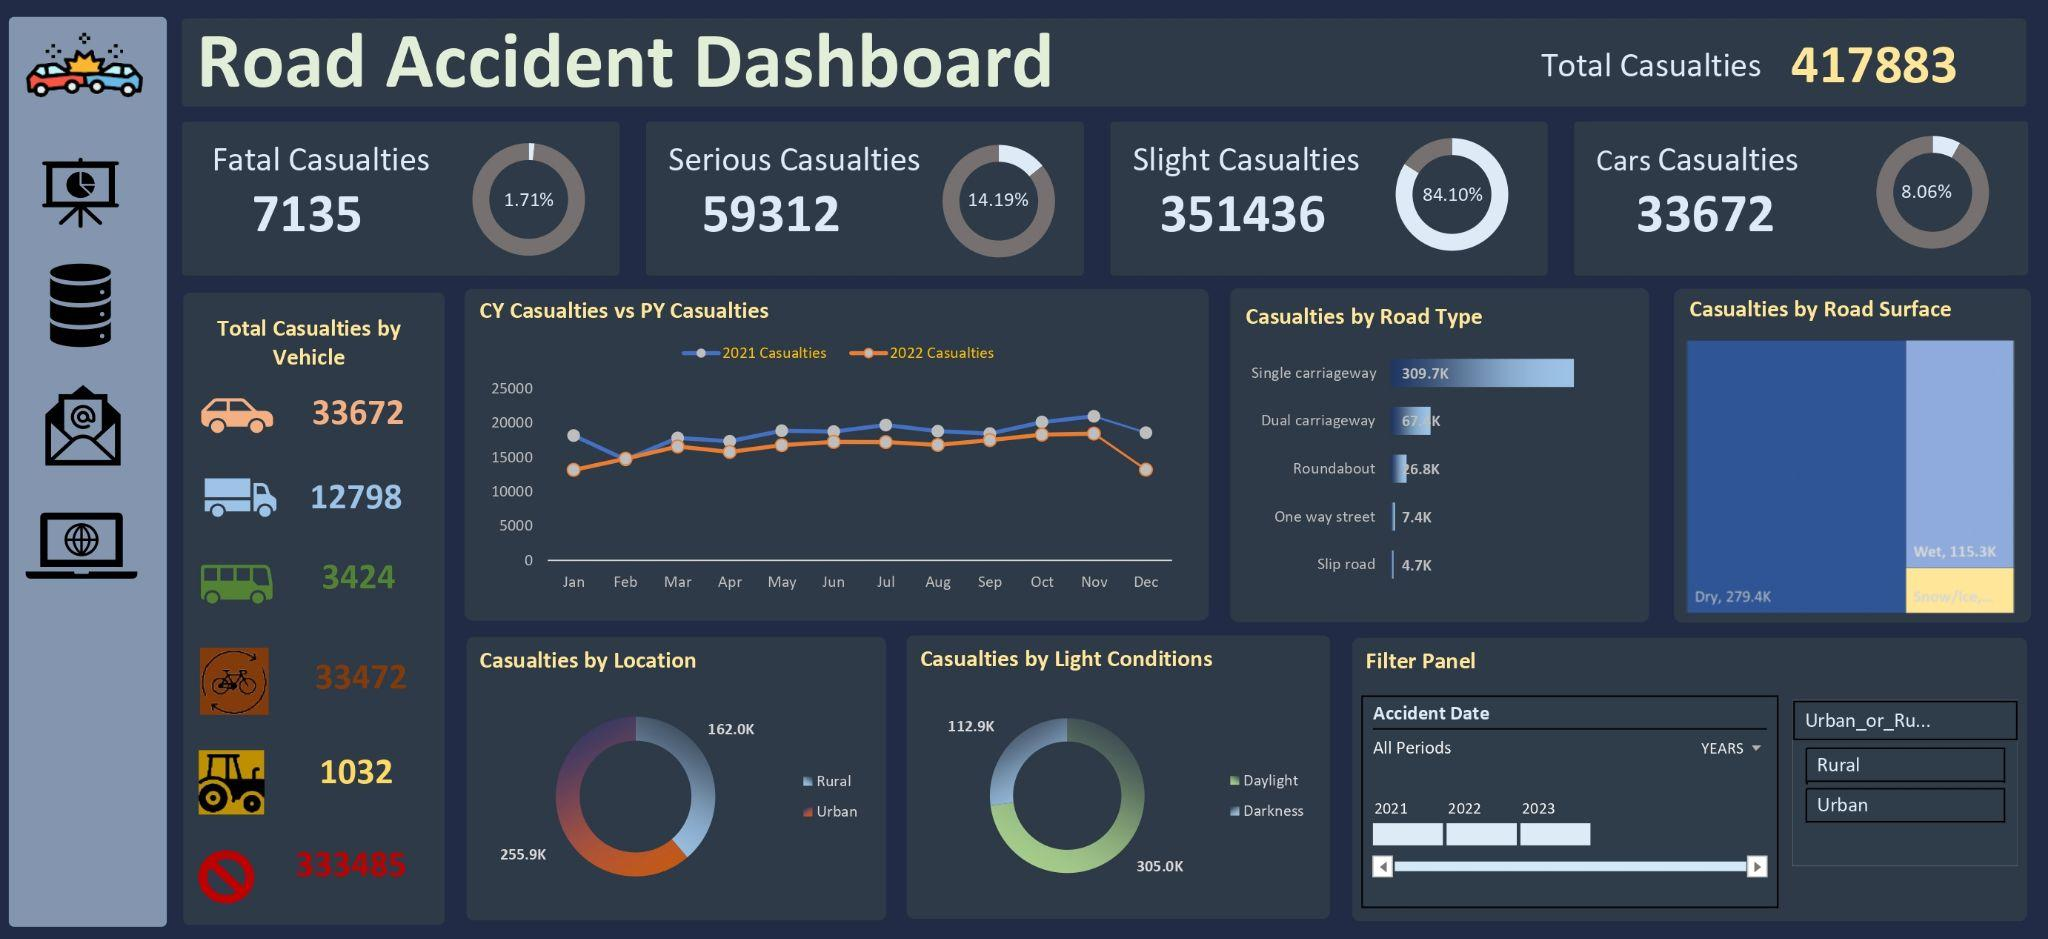 Road Accident Dashboard
Total Casualties 417883
Fatal Casualties
7135
1.71%
Serious Casualties
59312
14.19%
Slight Casualties
351436
84.10%
Cars Casualties
33672
8.06%
Total Casualties by
Vehicle
33672
12798
3424
33472
1032
333485
CY Casualties vs PY Casualties
2021 Casualties 2022 Casualties
25000
20000
15000
10000
5000
0
Jan Feb Mar Apr May Jun Jul Aug Sep Oct Nov Dec
Casualties by Road Type
Single carriageway 309.7K
Dual carriageway 67.4K
Roundabout 26.8K
One way street 7.4K
Slip road 4.7K
Casualties by Road Surface
Dry, 279.4K
Wet, 115.3K
Snow/Ice,...
Casualties by Location
162.0K
255.9K
Rural
Urban
Casualties by Light Conditions
112.9K
305.0K
Daylight
Darkness
Filter Panel
Accident Date
All Periods YEARS
2021 2022 2023
Urban_or_Ru...
Rural
Urban